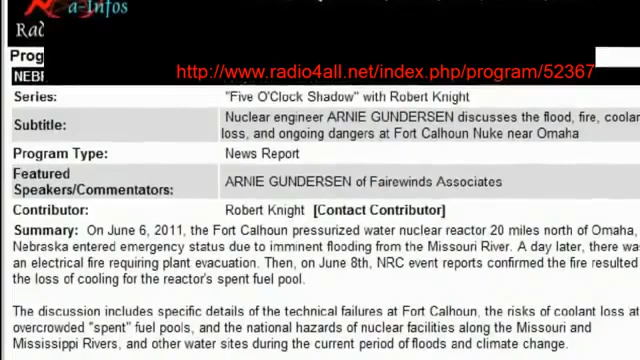 a-Infos
Rad
Prog
NEB
http://www.radio4all.net/index.php/program/52367
Series: "Five O'Clock Shadow" with Robert Knight
Subtitle: Nuclear engineer ARNIE GUNDERSEN discusses the flood, fire, coolan
loss, and ongoing dangers at Fort Calhoun Nuke near Omaha
Program Type: News Report
Featured
Speakers/Commentators: ARNIE GUNDERSEN of Fairewinds Associates
Contributor: Robert Knight [Contact Contributor]
Summary: On June 6, 2011, the Fort Calhoun pressurized water nuclear reactor 20 miles north of Omaha,
Nebraska entered emergency status due to imminent flooding from the Missouri River. A day later, there wa
an electrical fire requiring plant evacuation. Then, on June 8th, NRC event reports confirmed the fire resulted
the loss of cooling for the reactor's spent fuel pool.
The discussion includes specific details of the technical failures at Fort Calhoun, the risks of coolant loss at
overcrowded "spent" fuel pools, and the national hazards of nuclear facilities along the Missouri and
Mississippi Rivers, and other water sites during the current period of floods and climate change.